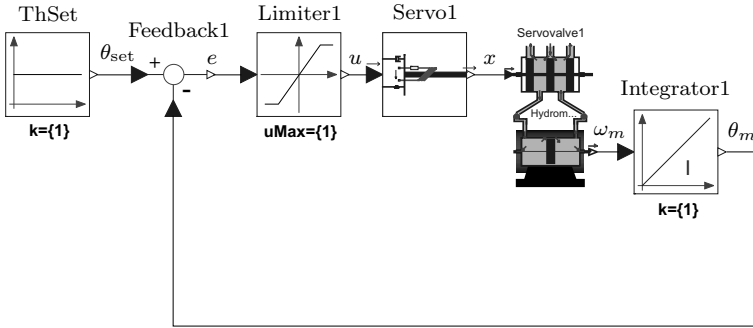 ThSet
Feedback1
Limiter1
Servo1
Servovalve1
Integrator1
θset
+
e
u
x
Hydrom...
ωm
θm
-
I
k={1}
uMax={1}
k={1}